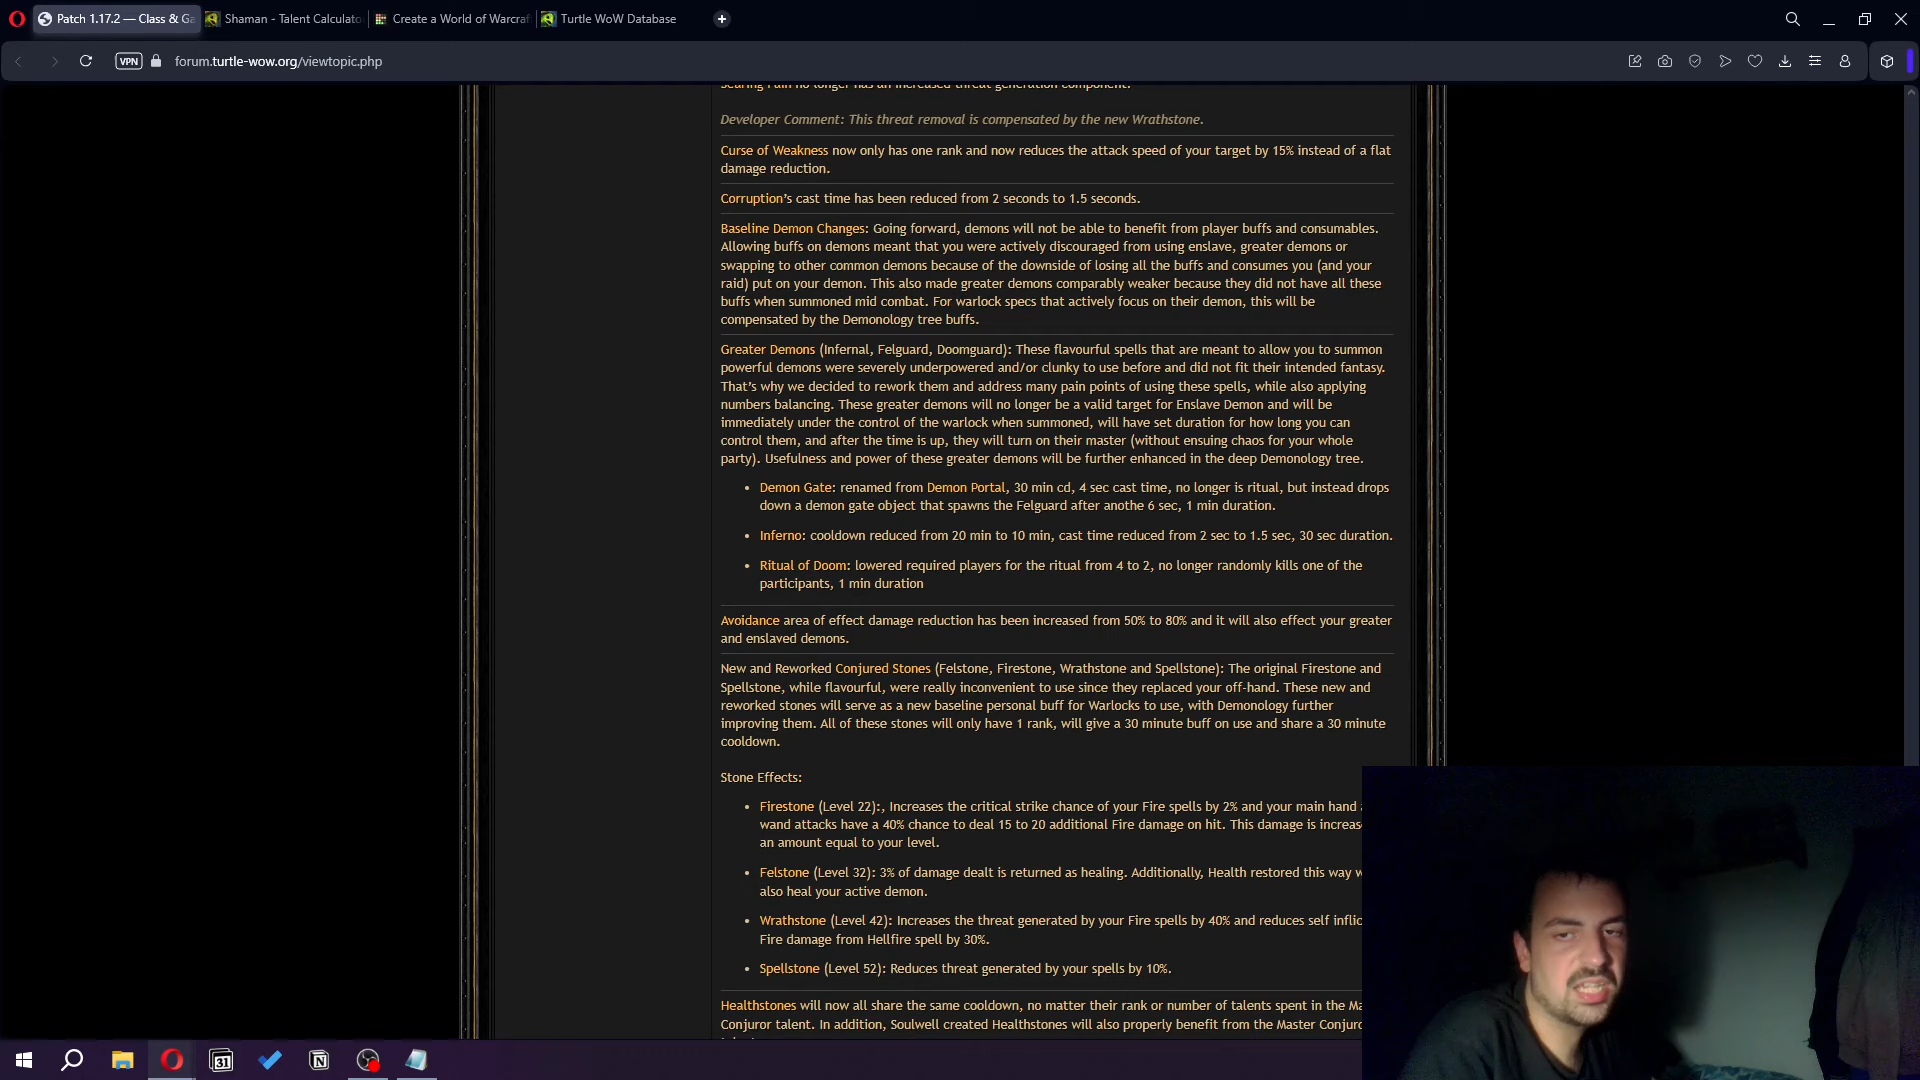 Patch 1.17.2 — Class & Ga
Shaman - Talent Calculato
Create a World of Warcraf
Turtle WoW Database
VPN
forum.turtle-wow.org/viewtopic.php
Searing Pain no longer has an increased threat generation component.
Developer Comment: This threat removal is compensated by the new Wrathstone.
Curse of Weakness now only has one rank and now reduces the attack speed of your target by 15% instead of a flat
damage reduction.
Corruption’s cast time has been reduced from 2 seconds to 1.5 seconds.
Baseline Demon Changes: Going forward, demons will not be able to benefit from player buffs and consumables.
Allowing buffs on demons meant that you were actively discouraged from using enslave, greater demons or
swapping to other common demons because of the downside of losing all the buffs and consumes you (and your
raid) put on your demon. This also made greater demons comparably weaker because they did not have all these
buffs when summoned mid combat. For warlock specs that actively focus on their demon, this will be
compensated by the Demonology tree buffs.
Greater Demons (Infernal, Felguard, Doomguard): These flavourful spells that are meant to allow you to summon
powerful demons were severely underpowered and/or clunky to use before and did not fit their intended fantasy.
That’s why we decided to rework them and address many pain points of using these spells, while also applying
numbers balancing. These greater demons will no longer be a valid target for Enslave Demon and will be
immediately under the control of the warlock when summoned, will have set duration for how long you can
control them, and after the time is up, they will turn on their master (without ensuing chaos for your whole
party). Usefulness and power of these greater demons will be further enhanced in the deep Demonology tree.
• Demon Gate: renamed from Demon Portal, 30 min cd, 4 sec cast time, no longer is ritual, but instead drops
down a demon gate object that spawns the Felguard after anothe 6 sec, 1 min duration.
• Inferno: cooldown reduced from 20 min to 10 min, cast time reduced from 2 sec to 1.5 sec, 30 sec duration.
• Ritual of Doom: lowered required players for the ritual from 4 to 2, no longer randomly kills one of the
participants, 1 min duration
Avoidance area of effect damage reduction has been increased from 50% to 80% and it will also effect your greater
and enslaved demons.
New and Reworked Conjured Stones (Felstone, Firestone, Wrathstone and Spellstone): The original Firestone and
Spellstone, while flavourful, were really inconvenient to use since they replaced your off-hand. These new and
reworked stones will serve as a new baseline personal buff for Warlocks to use, with Demonology further
improving them. All of these stones will only have 1 rank, will give a 30 minute buff on use and share a 30 minute
cooldown.
Stone Effects:
• Firestone (Level 22):, Increases the critical strike chance of your Fire spells by 2% and your main hand
wand attacks have a 40% chance to deal 15 to 20 additional Fire damage on hit. This damage is increase
an amount equal to your level.
• Felstone (Level 32): 3% of damage dealt is returned as healing. Additionally, Health restored this way w
also heal your active demon.
• Wrathstone (Level 42): Increases the threat generated by your Fire spells by 40% and reduces self inflic
Fire damage from Hellfire spell by 30%.
• Spellstone (Level 52): Reduces threat generated by your spells by 10%.
Healthstones will now all share the same cooldown, no matter their rank or number of talents spent in the Ma
Conjuror talent. In addition, Soulwell created Healthstones will also properly benefit from the Master Conjuro
31